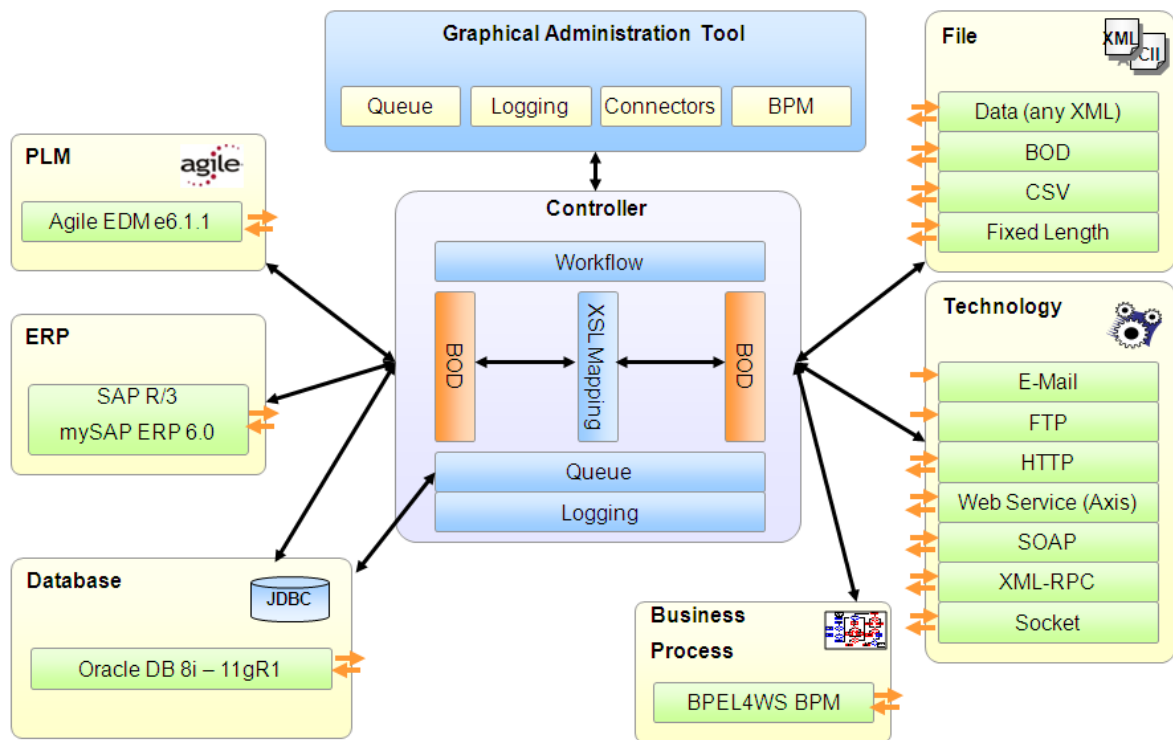 Graphical Administration Tool
Queue
Logging
Connectors
BPM
PLM
agile
Agile EDM e6.1.1
ERP
SAP R/3
mySAP ERP 6.0
Database
JDBC
Oracle DB 8i – 11gR1
Controller
Workflow
BOD
XSL Mapping
BOD
Queue
Logging
Business
Process
BPEL4WS BPM
File
XML
CII
Data (any XML)
BOD
CSV
Fixed Length
Technology
E-Mail
FTP
HTTP
Web Service (Axis)
SOAP
XML-RPC
Socket